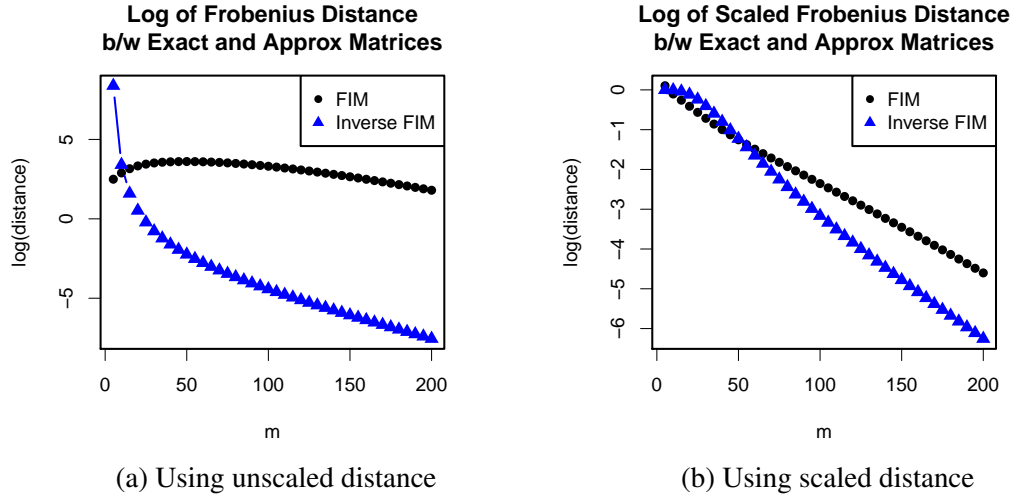 Log of Frobenius Distance
b/w Exact and Approx Matrices
FIM
Inverse FIM
log(distance)
5
0
−5
0
50
100
150
200
m
(a) Using unscaled distance
Log of Scaled Frobenius Distance
b/w Exact and Approx Matrices
FIM
Inverse FIM
log(distance)
0
−1
−2
−3
−4
−5
−6
0
50
100
150
200
m
(b) Using scaled distance